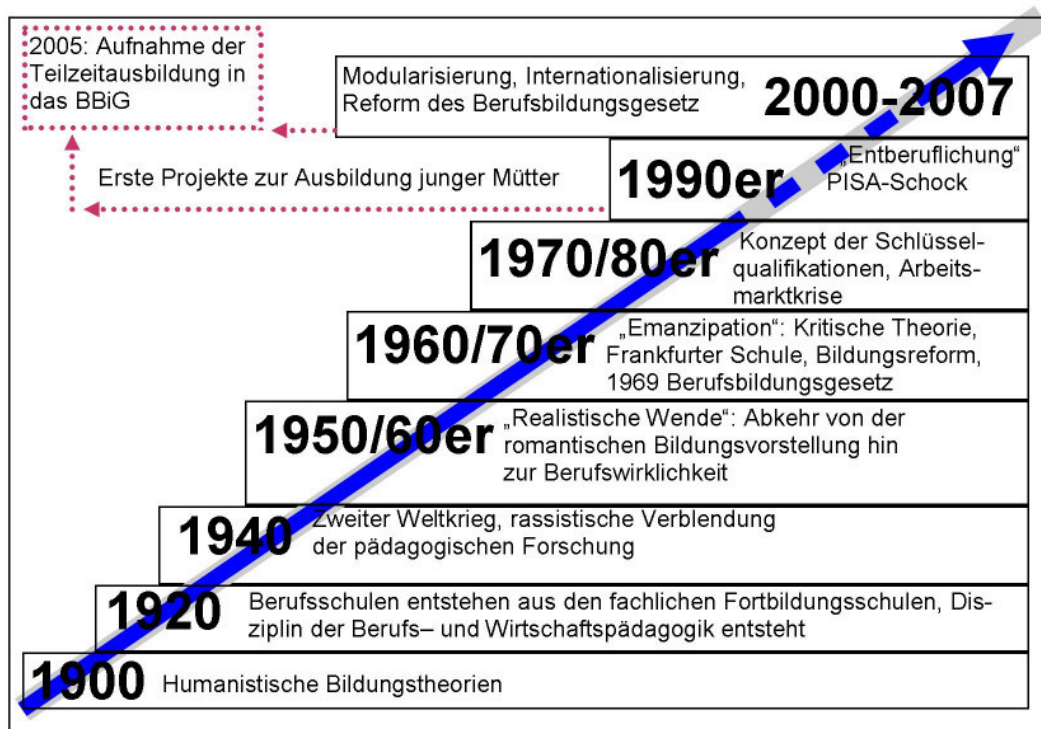 2005: Aufnahme der
Teilzeitausbildung in
das BBiG
Modularisierung, Internationalisierung,
Reform des Berufsbildungsgesetz
2000-2007
Erste Projekte zur Ausbildung junger Mütter
1990er
„Entberuflichung“
PISA-Schock
1970/80er
Konzept der Schlüssel-
qualifikationen, Arbeits-
marktkrise
1960/70er
„Emanzipation“: Kritische Theorie,
Frankfurter Schule, Bildungsreform,
1969 Berufsbildungsgesetz
1950/60er
„Realistische Wende“: Abkehr von der
romantischen Bildungsvorstellung hin
zur Berufswirklichkeit
1940
Zweiter Weltkrieg, rassistische Verblendung
der pädagogischen Forschung
1920
Berufsschulen entstehen aus den fachlichen Fortbildungsschulen, Dis-
ziplin der Berufs– und Wirtschaftspädagogik entsteht
1900
Humanistische Bildungstheorien